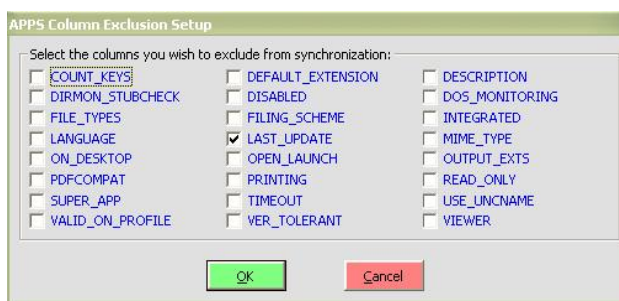 APPS Column Exclusion Setup
Select the columns you wish to exclude from synchronization:
COUNT_KEYS DEFAULT_EXTENSION DESCRIPTION
DIRMON_STUBCHECK DISABLED DOS_MONITORING
FILE_TYPES FILING_SCHEME INTEGRATED
LANGUAGE LAST_UPDATE MIME_TYPE
ON_DESKTOP OPEN_LAUNCH OUTPUT_EXTS
PDFCOMPAT PRINTING READ_ONLY
SUPER_APP TIMEOUT USE_UNCNAME
VALID_ON_PROFILE VER_TOLERANT VIEWER
OK Cancel